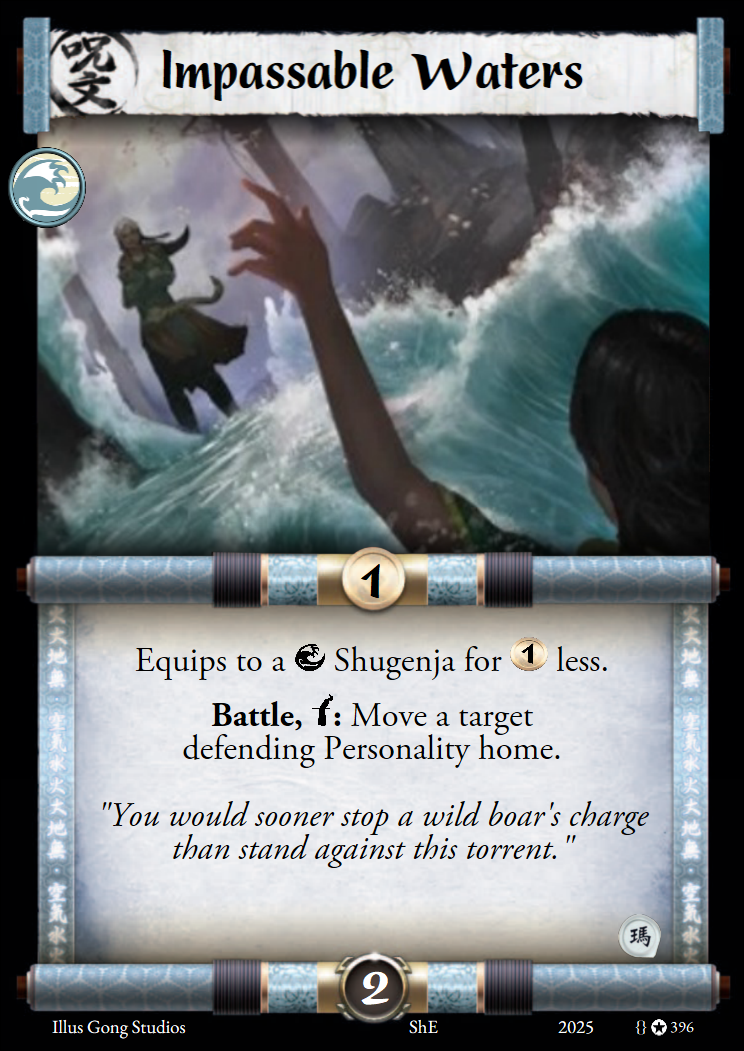 呪文
Impassable Waters
1
Equips to a Shugenja for 1 less.
Battle, : Move a target
defending Personality home.
"You would sooner stop a wild boar's charge
than stand against this torrent."
瑪
2
Illus Gong Studios ShE 2025 {} 396